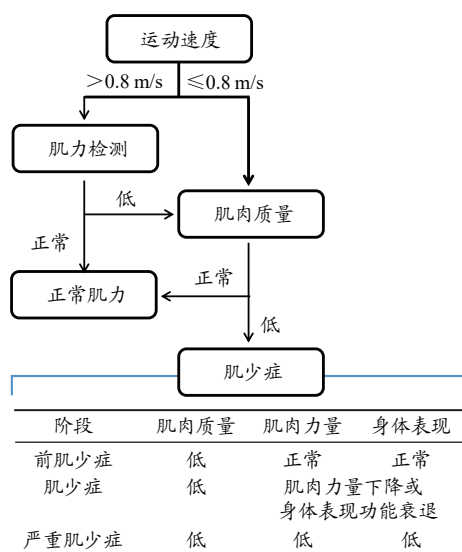 运动速度
>0.8 m/s ≤0.8 m/s
肌力检测
低
肌肉质量
正常
正常
正常肌力
低
肌少症
阶段 肌肉质量 肌肉力量 身体表现
前肌少症 低 正常 正常
肌少症 低 肌肉力量下降或
身体表现功能衰退
严重肌少症 低 低 低